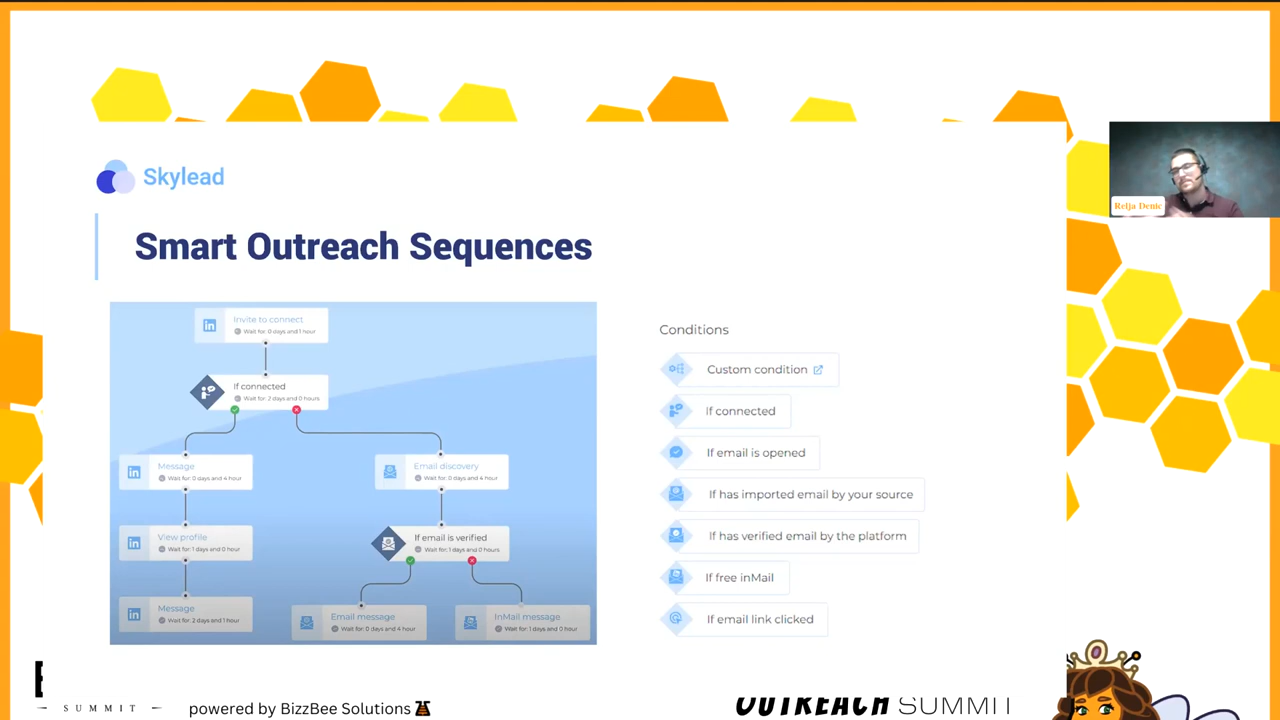 Skylead
Smart Outreach Sequences
Relja Denic
Invite to connect
Wait for: 0 days and 1 hour
If connected
Wait for: 2 days and 0 hours
Message
Wait for: 0 days and 4 hour
Email discovery
Wait for: 0 days and 4 hour
View profile
Wait for: 1 days and 0 hour
If email is verified
Wait for: 1 days and 0 hours
Message
Wait for: 2 days and 1 hour
Email message
Wait for: 0 days and 4 hour
InMail message
Wait for: 1 days and 0 hour
Conditions
Custom condition
If connected
If email is opened
If has imported email by your source
If has verified email by the platform
If free inMail
If email link clicked
SUMMIT
powered by BizzBee Solutions
OUTREACH SUMMIT